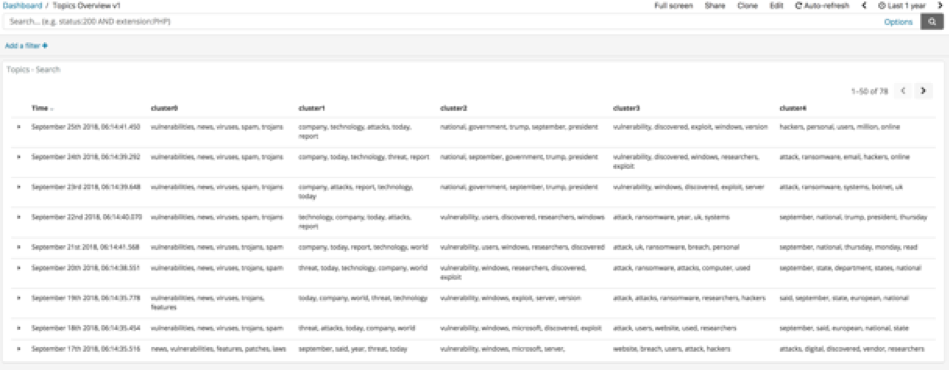 Dashboard / Topics Overview v1 Full screen Share Clone Edit Auto-refresh Last 1 year
Search... (e.g. status:200 AND extension:PHP) Options
Add a filter +
Topics - Search
1–50 of 78
Time cluster0 cluster1 cluster2 cluster3 cluster4
September 25th 2018, 06:14:41.450 vulnerabilities, news, viruses, spam, trojans company, technology, attacks, today, national, government, trump, september, president vulnerability, discovered, exploit, windows, version hackers, personal, users, million, online
report
September 24th 2018, 06:14:39.292 vulnerabilities, news, viruses, spam, trojans company, today, technology, threat, report national, september, government, trump, president vulnerability, discovered, windows, researchers, attack, ransomware, email, hackers, online
exploit
September 23rd 2018, 06:14:39.648 vulnerabilities, news, viruses, spam, trojans company, attacks, report, technology, national, government, september, trump, president vulnerability, windows, discovered, exploit, server attack, ransomware, systems, botnet, uk
today
September 22nd 2018, 06:14:40.070 vulnerabilities, news, viruses, spam, trojans technology, company, today, attacks, vulnerability, users, discovered, researchers, windows attack, ransomware, year, uk, systems september, national, trump, president, thursday
report
September 21st 2018, 06:14:41.568 vulnerabilities, news, viruses, trojans, spam company, today, report, technology, world vulnerability, users, windows, researchers, discovered attack, uk, ransomware, breach, personal september, national, thursday, monday, read
September 20th 2018, 06:14:38.551 vulnerabilities, news, viruses, trojans, spam threat, today, technology, company, world vulnerability, windows, researchers, discovered, attack, ransomware, attacks, computer, used september, state, department, states, national
exploit
September 19th 2018, 06:14:35.778 vulnerabilities, news, viruses, trojans, today, company, world, threat, technology vulnerability, windows, exploit, server, version attack, attacks, ransomware, researchers, hackers said, september, state, european, national
features
September 18th 2018, 06:14:35.454 vulnerabilities, news, viruses, trojans, spam threat, attacks, today, company, world vulnerability, windows, microsoft, discovered, exploit attack, users, website, used, researchers september, said, european, national, state
September 17th 2018, 06:14:35.516 news, vulnerabilities, features, patches, laws september, said, year, threat, today vulnerability, windows, microsoft, server, website, breach, users, attack, hackers attacks, digital, discovered, vendor, researchers